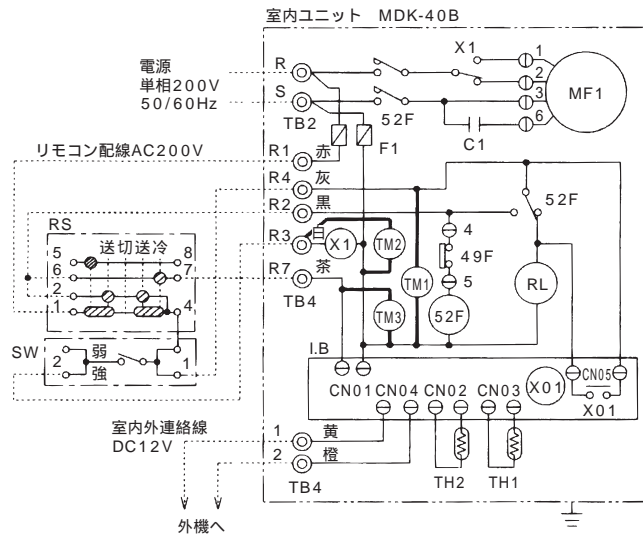 室内ユニット MDK-40B
電源
単相200V
50/60Hz
R
S
TB2
52F
X1
1
2
3
6
MF1
C1
F1
リモコン配線AC200V
R1 赤
R4 灰
R2 黒
R3 白
R7 茶
TB4
RS
送切送冷
5 8
6 7
2
1 4
SW
弱
2 1
強
X1
TM2
TM1
TM3
4
49F
5
52F
52F
RL
I.B
CN01 CN04 CN02 CN03
X01
CN05
X01
TH2 TH1
室内外連絡線
DC12V
1 黄
2 橙
TB4
外機へ